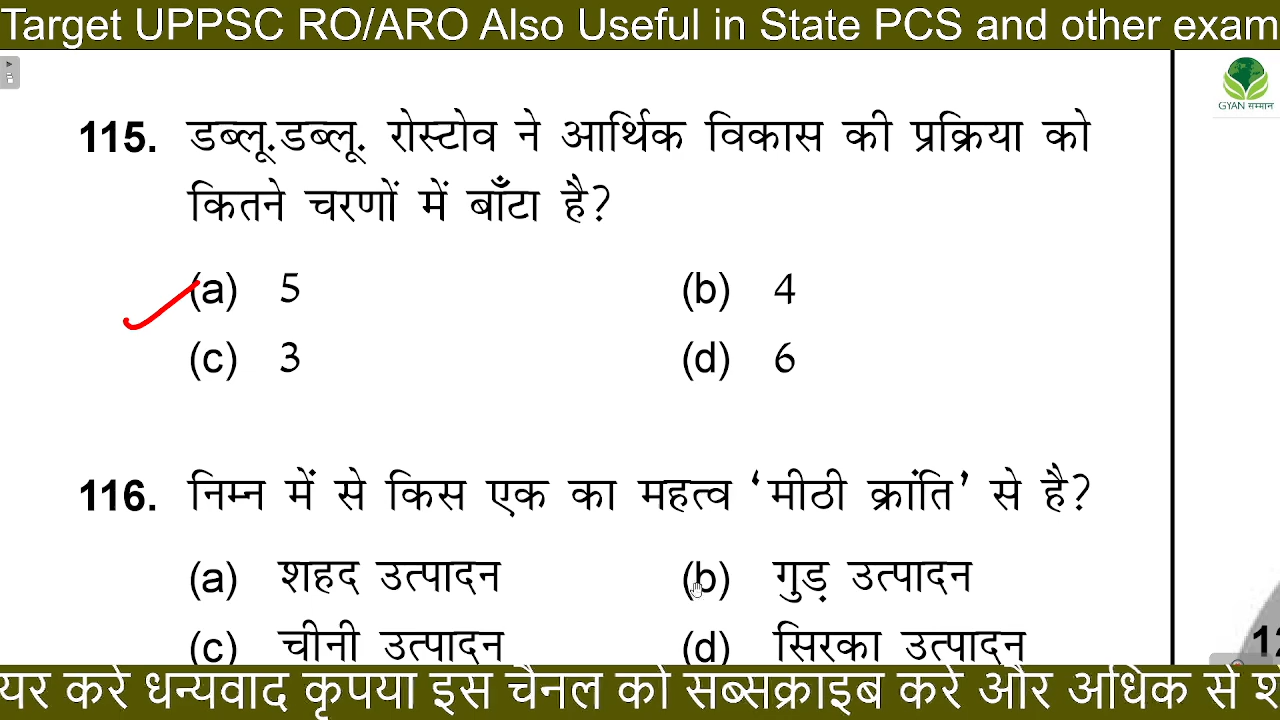 Target UPPSC RO/ARO Also Useful in State PCS and other exam
GYAN सम्मान
115. डब्लू.डब्लू. रोस्टोव ने आर्थिक विकास की प्रक्रिया को
कितने चरणों में बाँटा है?
(a) 5 (b) 4
(c) 3 (d) 6
116. निम्न में से किस एक का महत्व ‘मीठी क्रांति’ से है?
(a) शहद उत्पादन (b) गुड़ उत्पादन
(c) चीनी उत्पादन (d) सिरका उत्पादन
यर करे धन्यवाद कृपया इस चैनल को सब्सक्राइब करे और अधिक से